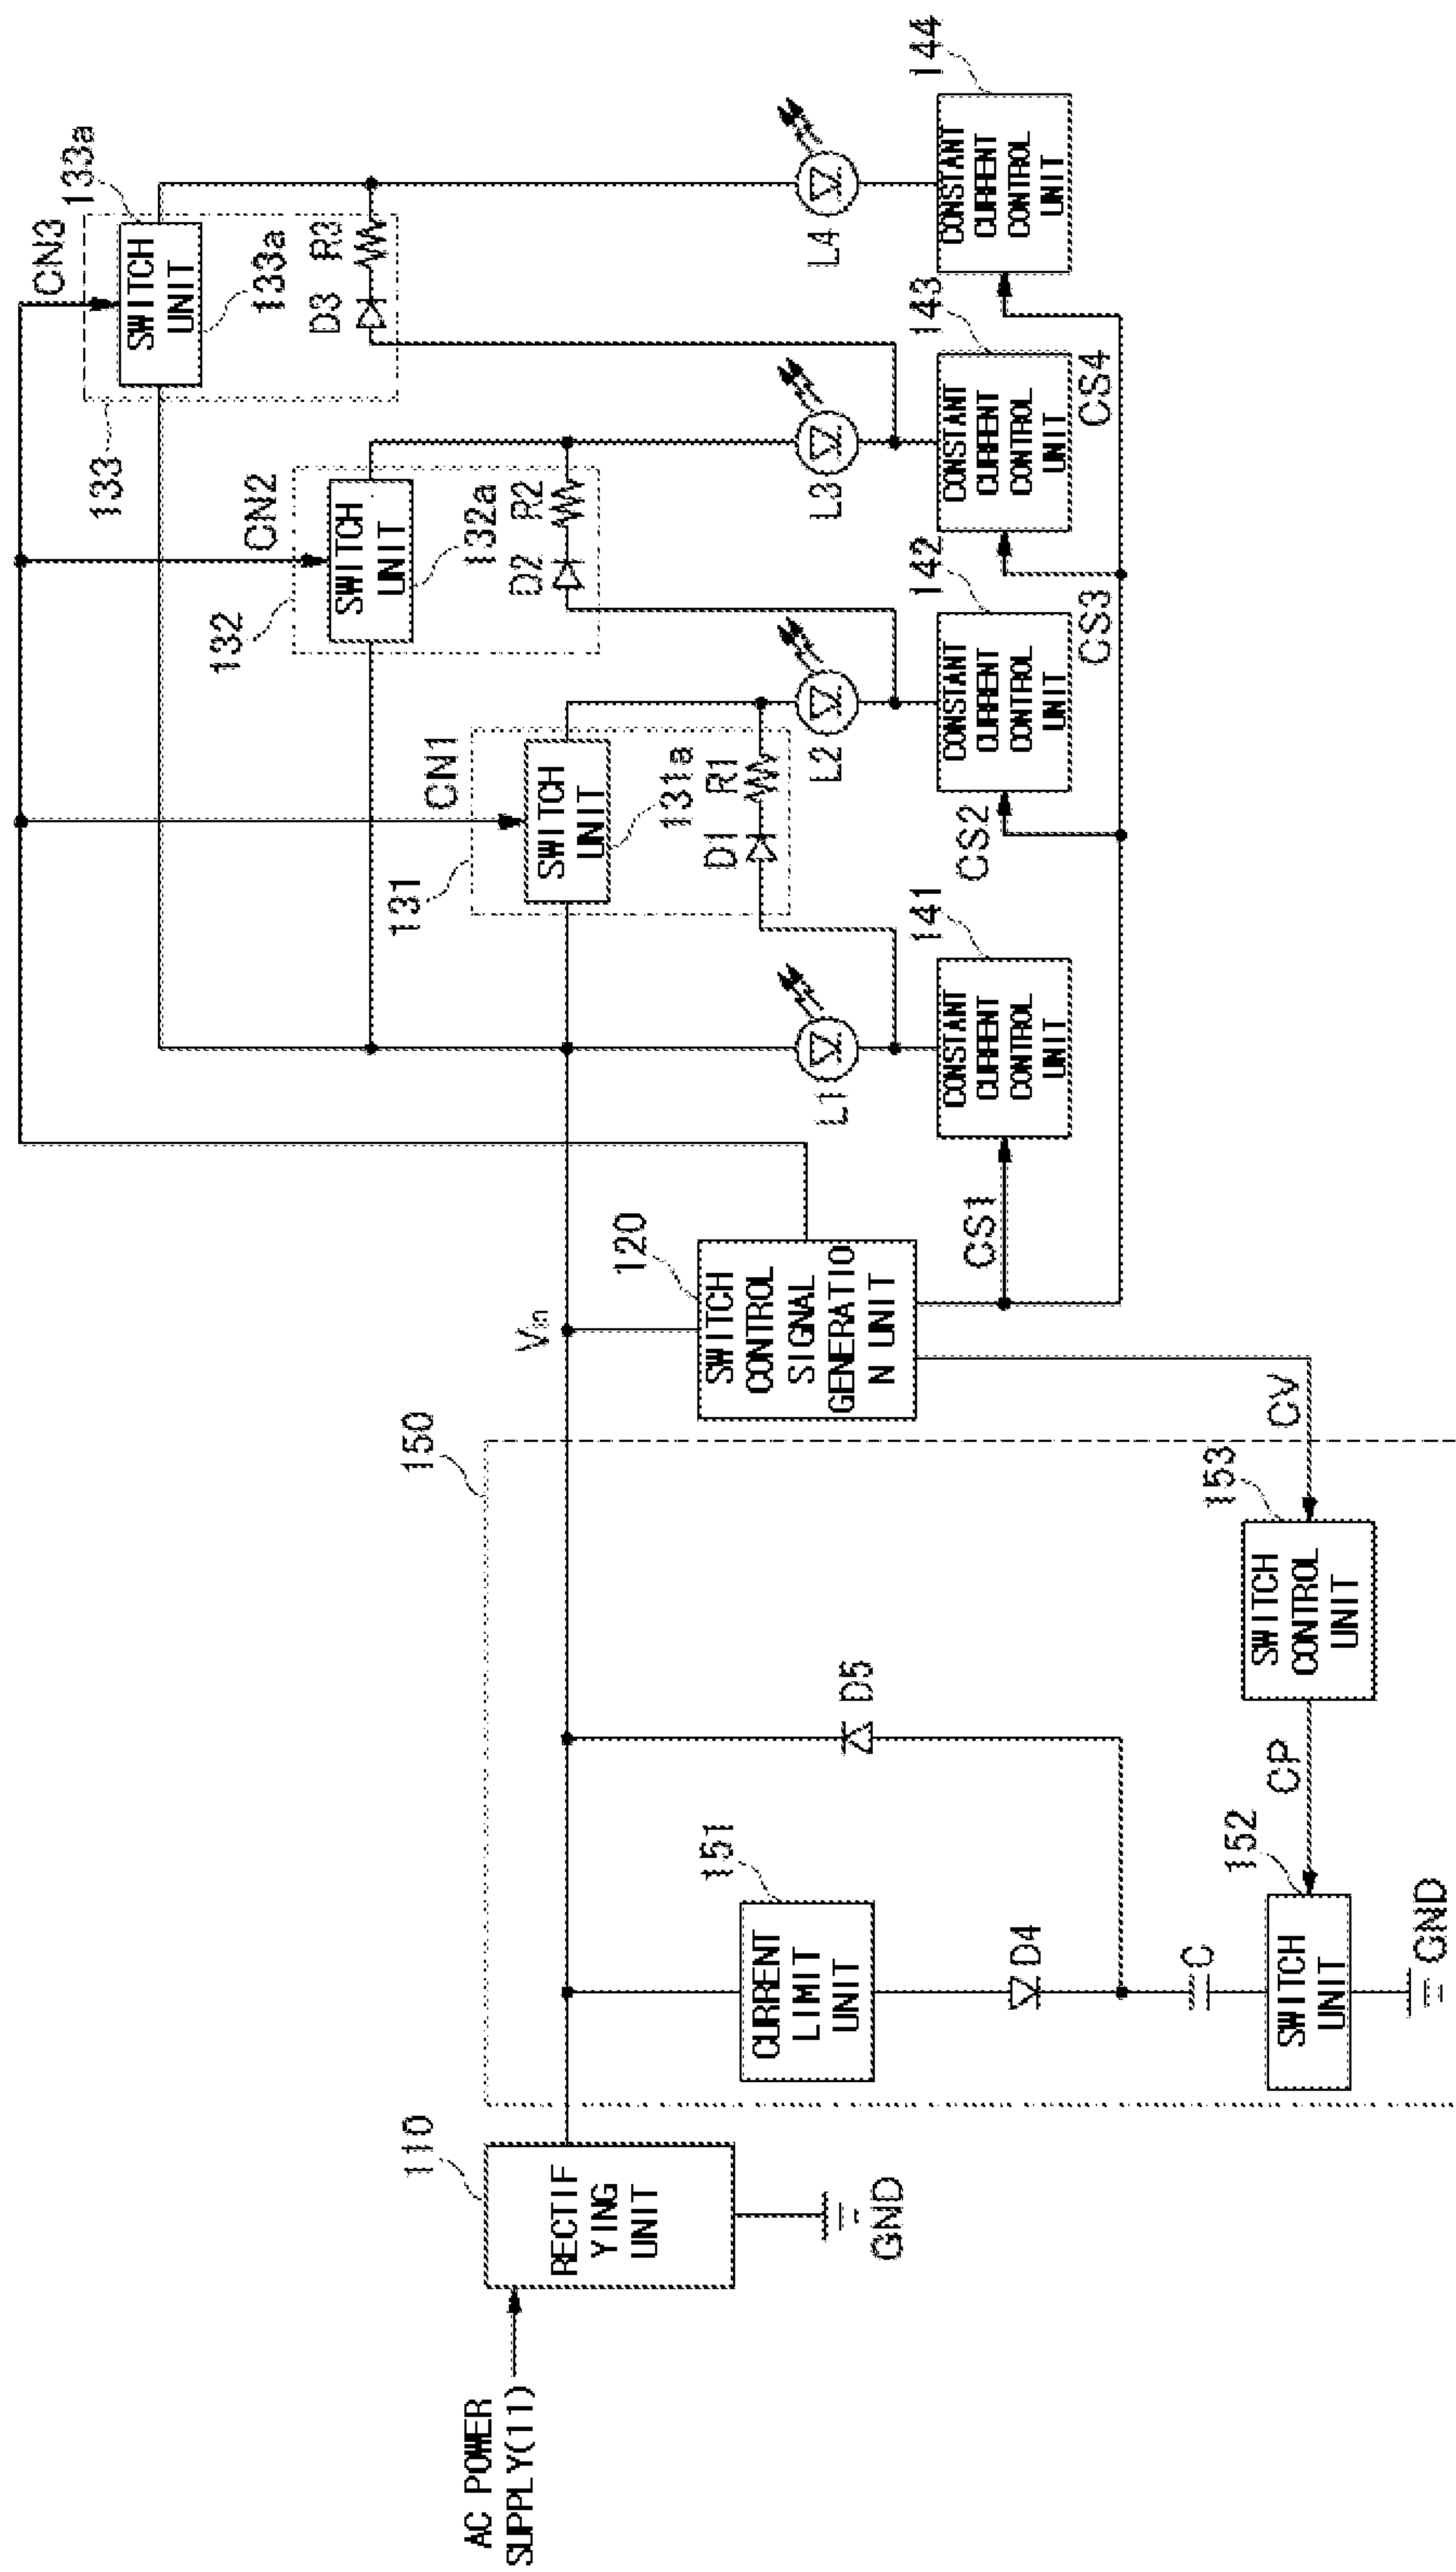 AC POWER
SUPPLY(11)
110
RECTIF
YING
UNIT
GND
150
151
CURRENT
LIMIT
UNIT
D4
D5
C
152
SWITCH
UNIT
GND
CP
153
SWITCH
CONTROL
UNIT
CV
Vin
120
SWITCH
CONTROL
SIGNAL
GENERATIO
N UNIT
CS1
L1
141
CONSTANT
CURRENT
CONTROL
UNIT
131
CN1
SWITCH
UNIT
131a
D1
R1
L2
CS2
142
CONSTANT
CURRENT
CONTROL
UNIT
132
CN2
SWITCH
UNIT
132a
D2
R2
L3
CS3
143
CONSTANT
CURRENT
CONTROL
UNIT
133
CN3
133a
SWITCH
UNIT
133a
D3
R3
L4
CS4
144
CONSTANT
CURRENT
CONTROL
UNIT